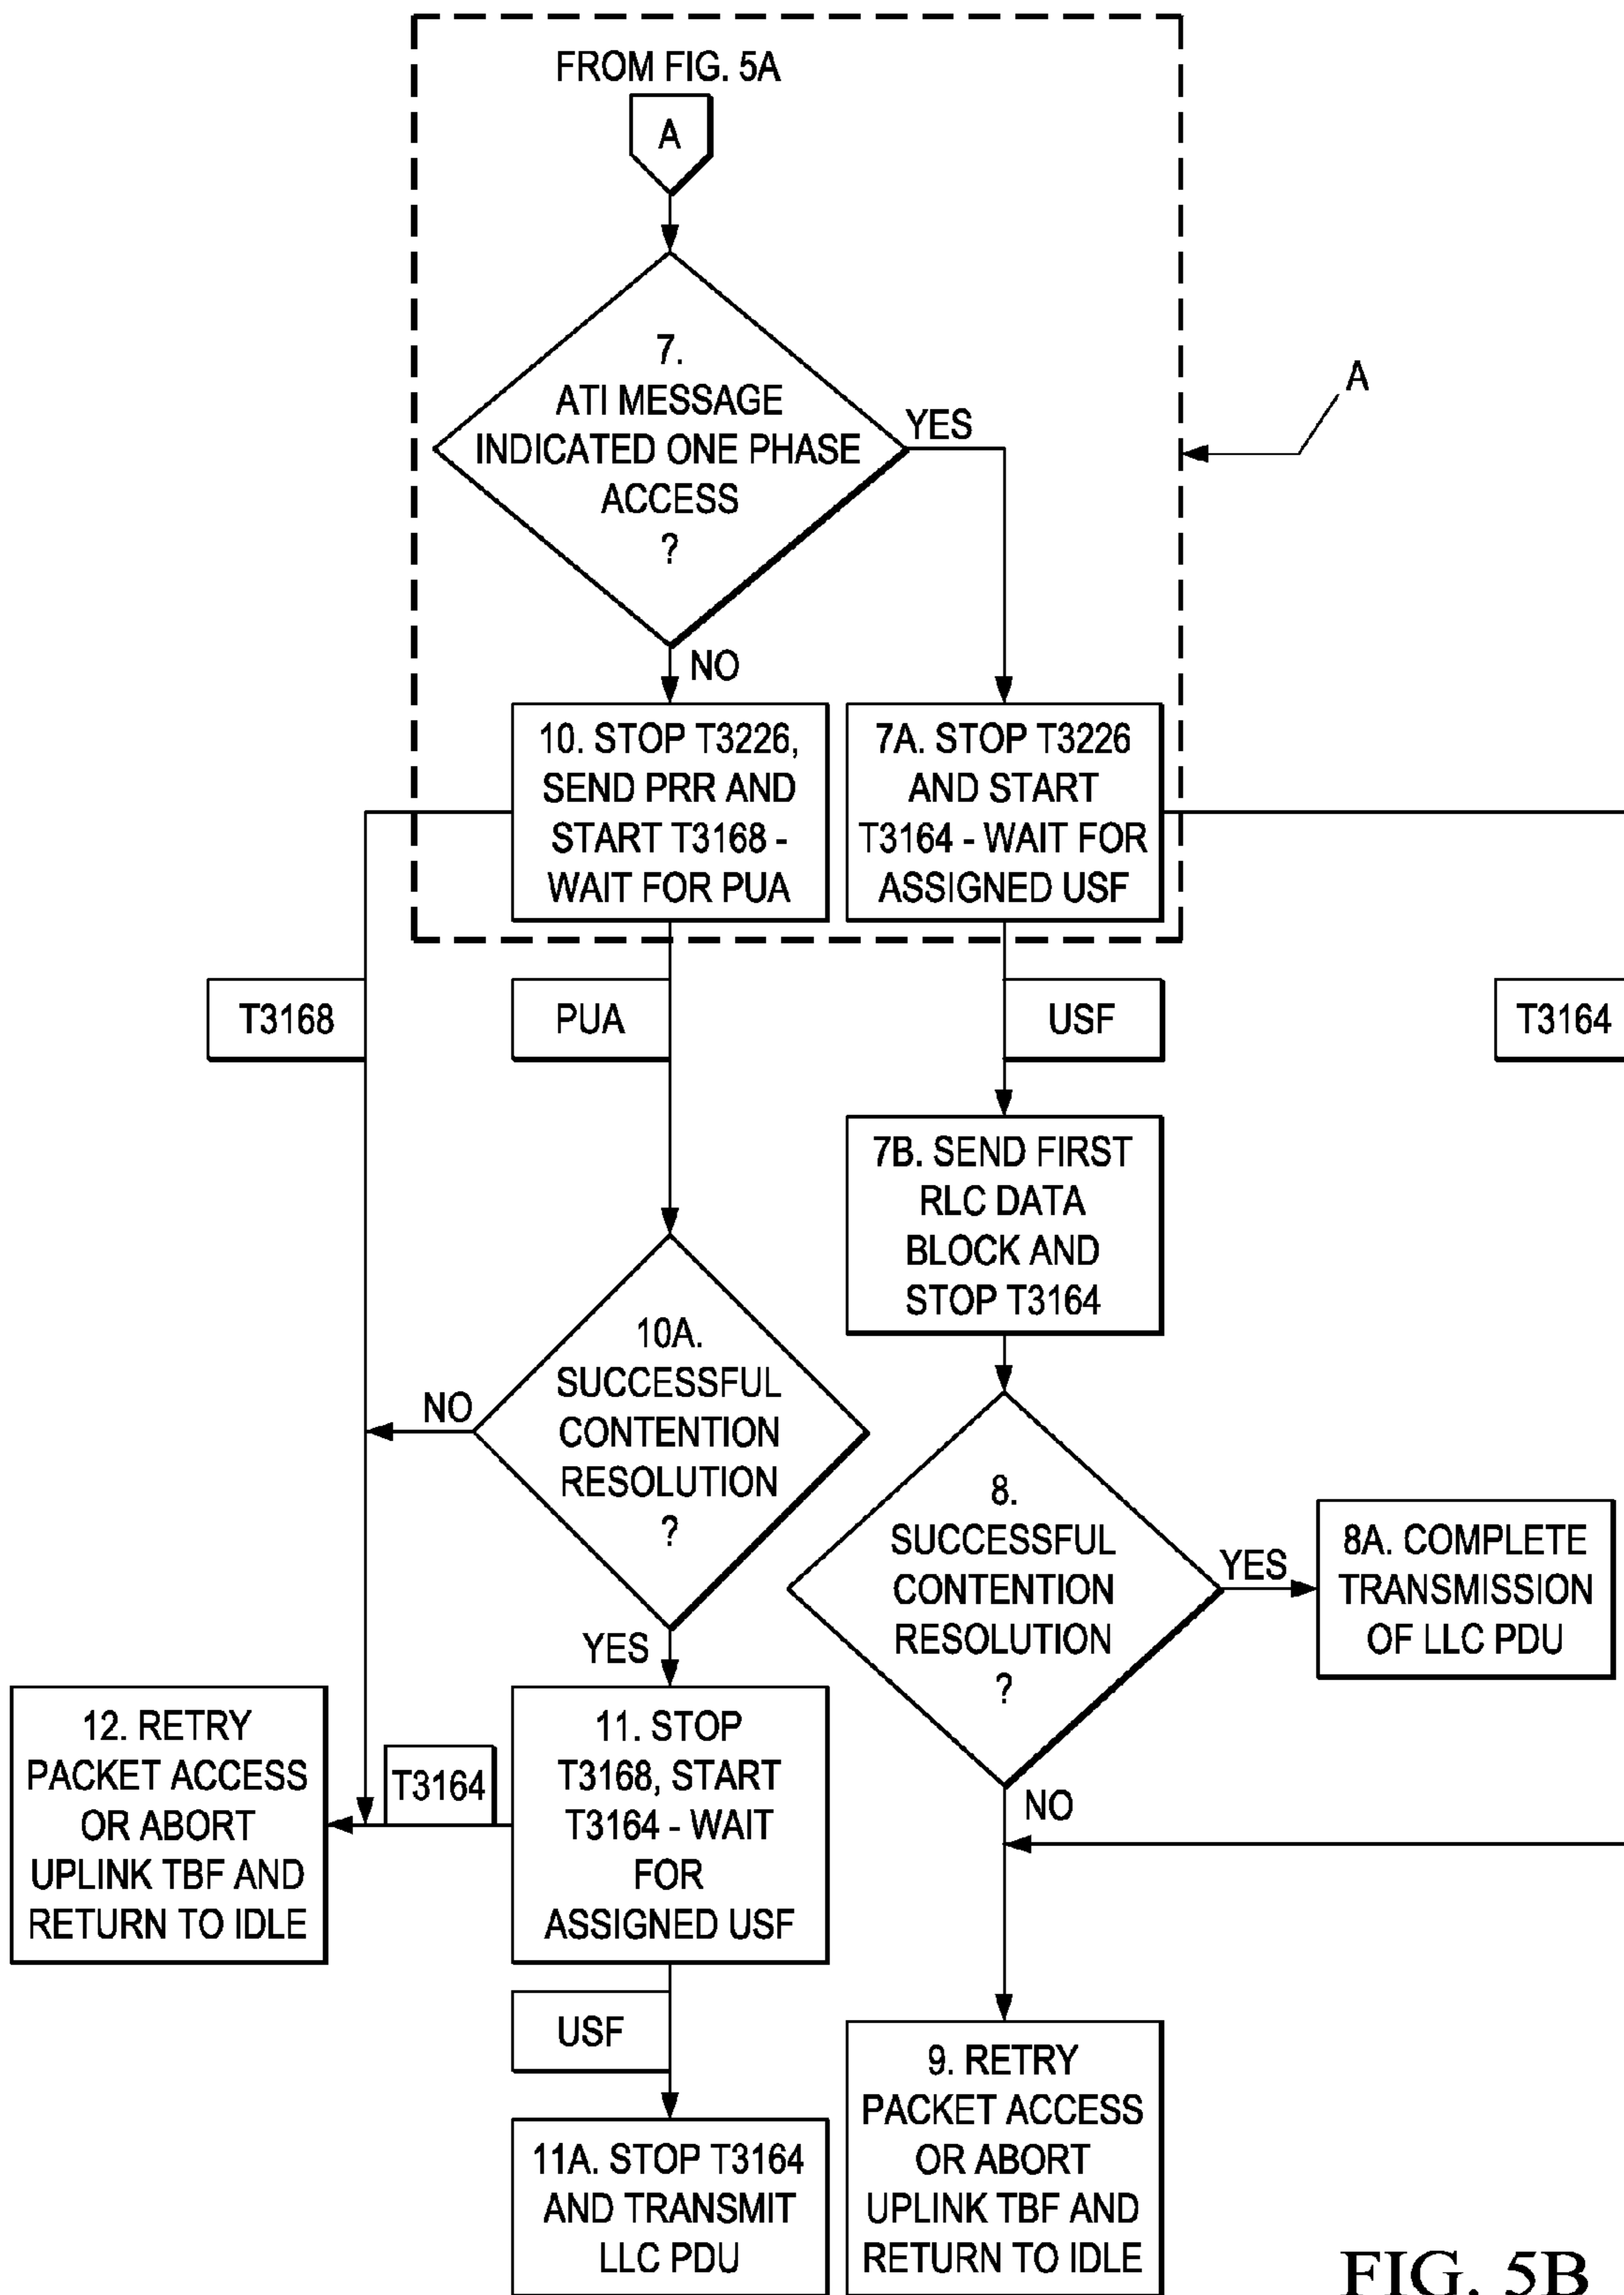 FROM FIG. 5A
A
7.
ATI MESSAGE
INDICATED ONE PHASE
ACCESS
?
YES
A
NO
10. STOP T3226,
SEND PRR AND
START T3168 -
WAIT FOR PUA
7A. STOP T3226
AND START
T3164 - WAIT FOR
ASSIGNED USF
T3168
PUA
USF
T3164
7B. SEND FIRST
RLC DATA
BLOCK AND
STOP T3164
10A.
SUCCESSFUL
CONTENTION
RESOLUTION
?
NO
YES
8.
SUCCESSFUL
CONTENTION
RESOLUTION
?
YES
NO
8A. COMPLETE
TRANSMISSION
OF LLC PDU
12. RETRY
PACKET ACCESS
OR ABORT
UPLINK TBF AND
RETURN TO IDLE
T3164
11. STOP
T3168, START
T3164 - WAIT
FOR
ASSIGNED USF
USF
11A. STOP T3164
AND TRANSMIT
LLC PDU
9. RETRY
PACKET ACCESS
OR ABORT
UPLINK TBF AND
RETURN TO IDLE
FIG. 5B